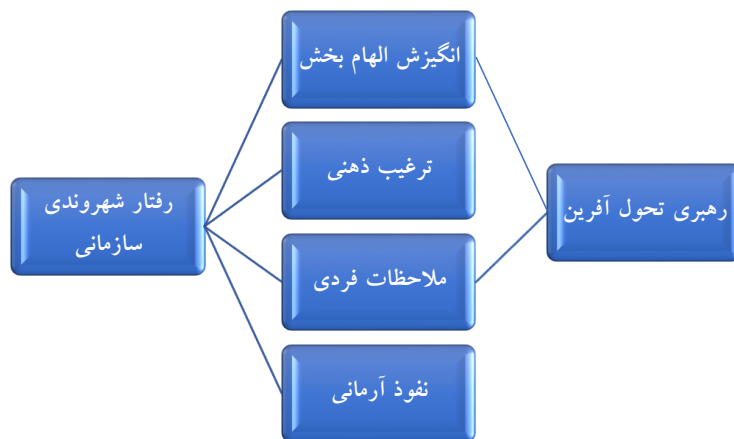 انگیزش الهام بخش
ترغیب ذهنی
رهبری تحول آفرین
رفتار شهروندی
سازمانی
ملاحظات فردی
نفوذ آرمانی